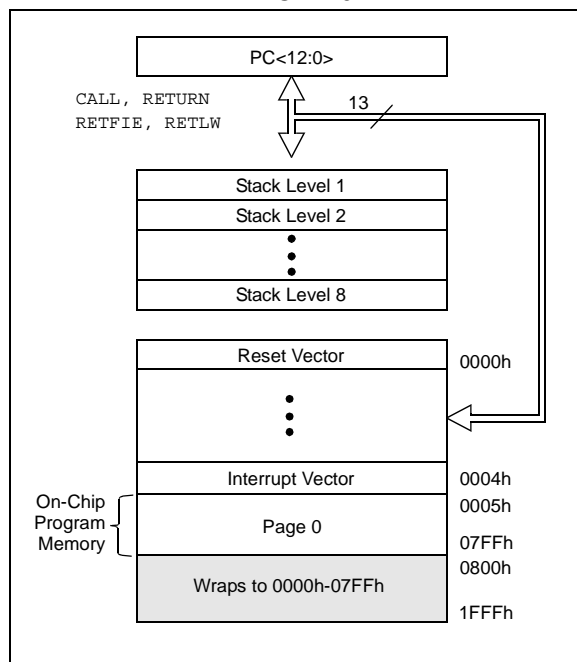 PC<12:0>
CALL, RETURN
RETFIE, RETLW
13
Stack Level 1
Stack Level 2
Stack Level 8
Reset Vector
0000h
Interrupt Vector
0004h
On-Chip
Program
Memory
Page 0
0005h
07FFh
Wraps to 0000h-07FFh
0800h
1FFFh